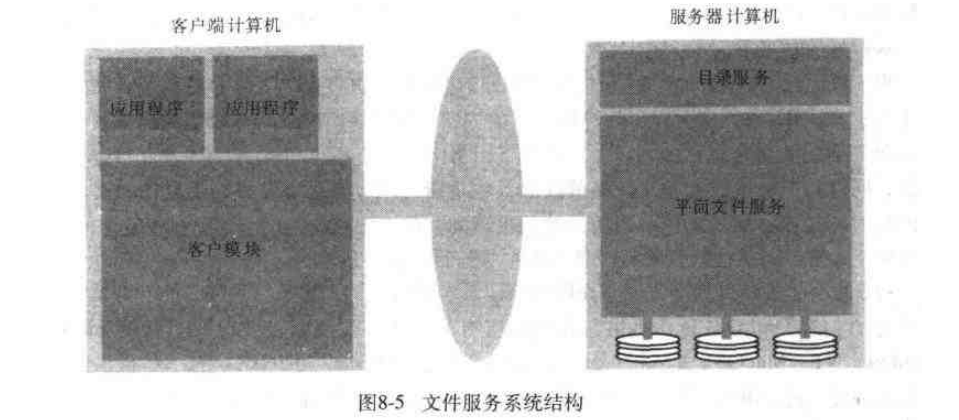 客户端计算机
服务器计算机
应用程序
应用程序
目录服务
客户模块
平面文件服务
图8-5 文件服务系统结构